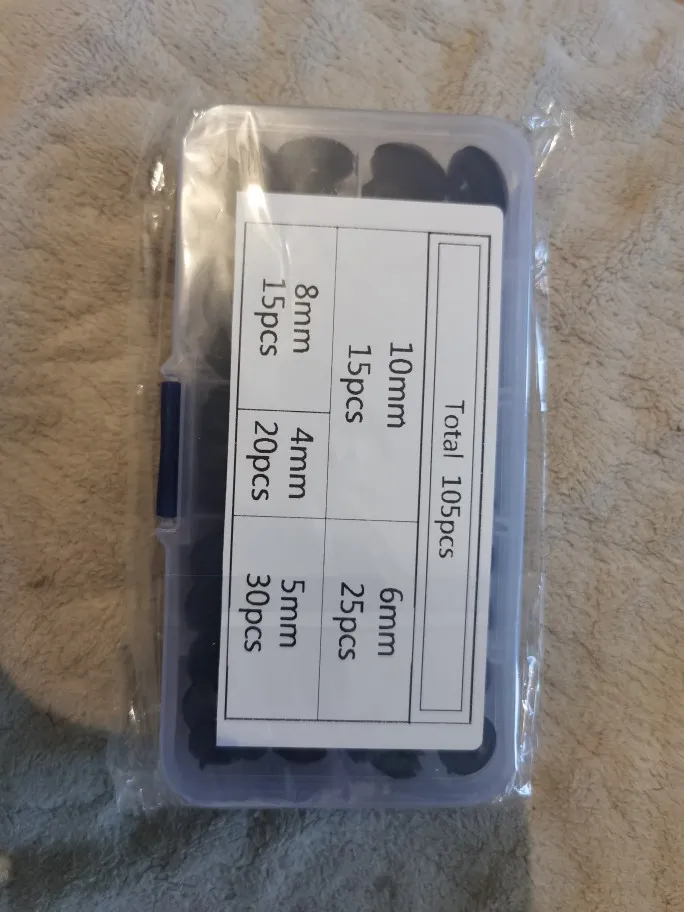 Total 105pcs
10mm
15pcs
6mm
25pcs
8mm
15pcs
4mm
20pcs
5mm
30pcs